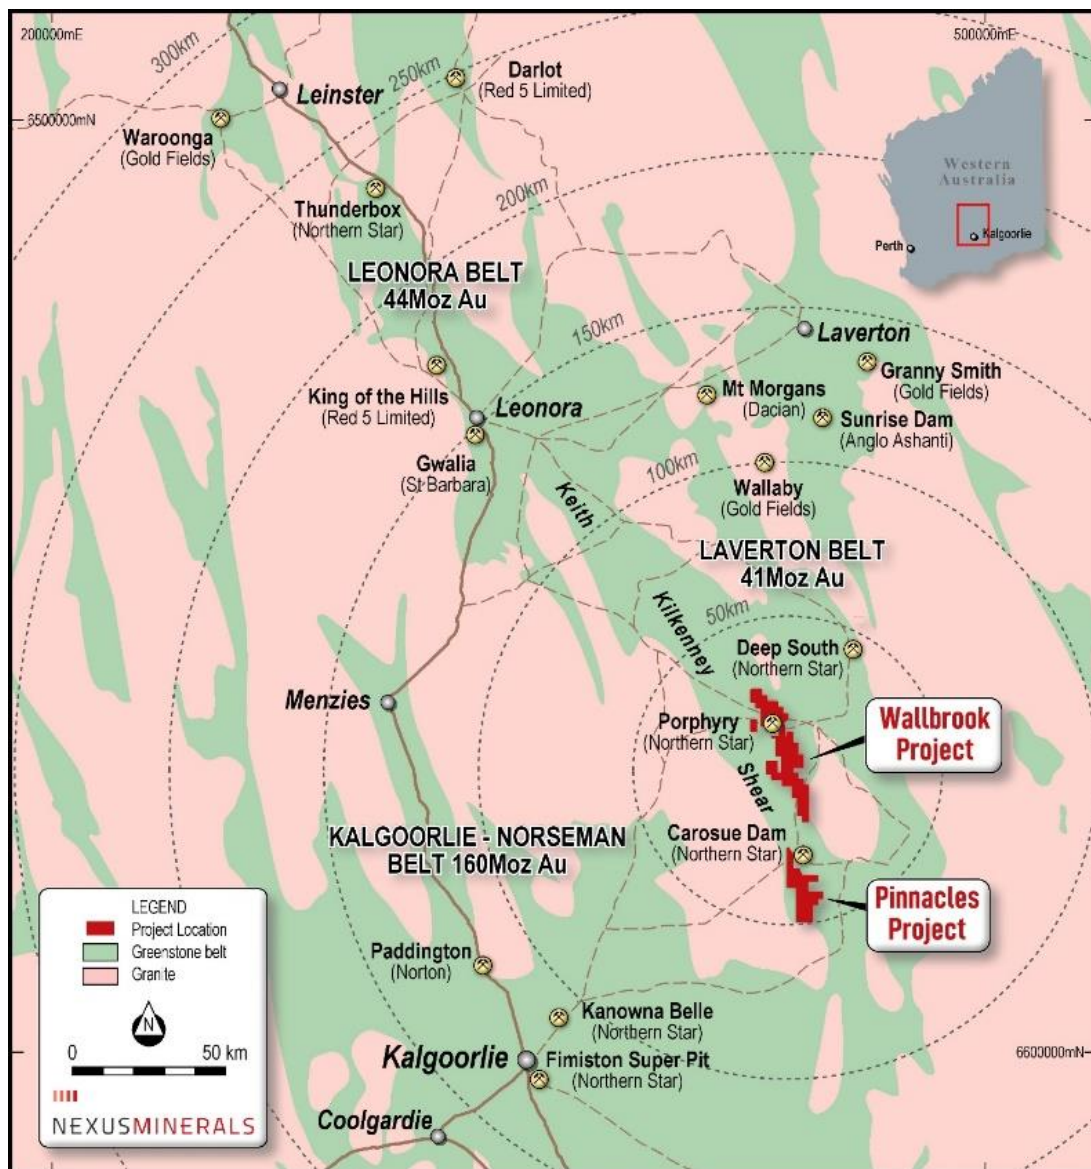 200000mE
500000mE
300km
250km
Darlot
(Red 5 Limited)
Leinster
6500000mN
Waroonga
(Gold Fields)
Western
Australia
Perth
Kalgoorlie
200km
Thunderbox
(Northern Star)
LEONORA BELT
44Moz Au
150km
Laverton
Granny Smith
(Gold Fields)
King of the Hills
(Red 5 Limited)
Leonora
Mt Morgans
(Dacian)
Sunrise Dam
(Anglo Ashanti)
Gwalia
(St Barbara)
100km
Wallaby
(Gold Fields)
Keith
LAVERTON BELT
41Moz Au
Kilkenney
50km
Deep South
(Northern Star)
Menzies
Porphyry
(Northern Star)
Wallbrook
Project
Shear
KALGOORLIE - NORSEMAN
BELT 160Moz Au
Carosue Dam
(Northern Star)
Pinnacles
Project
LEGEND
Project Location
Greenstone belt
Granite
N
0 50 km
NEXUSMINERALS
Paddington
(Norton)
Kanowna Belle
(Northern Star)
Kalgoorlie
Fimiston Super Pit
(Northern Star)
6600000mN
Coolgardie